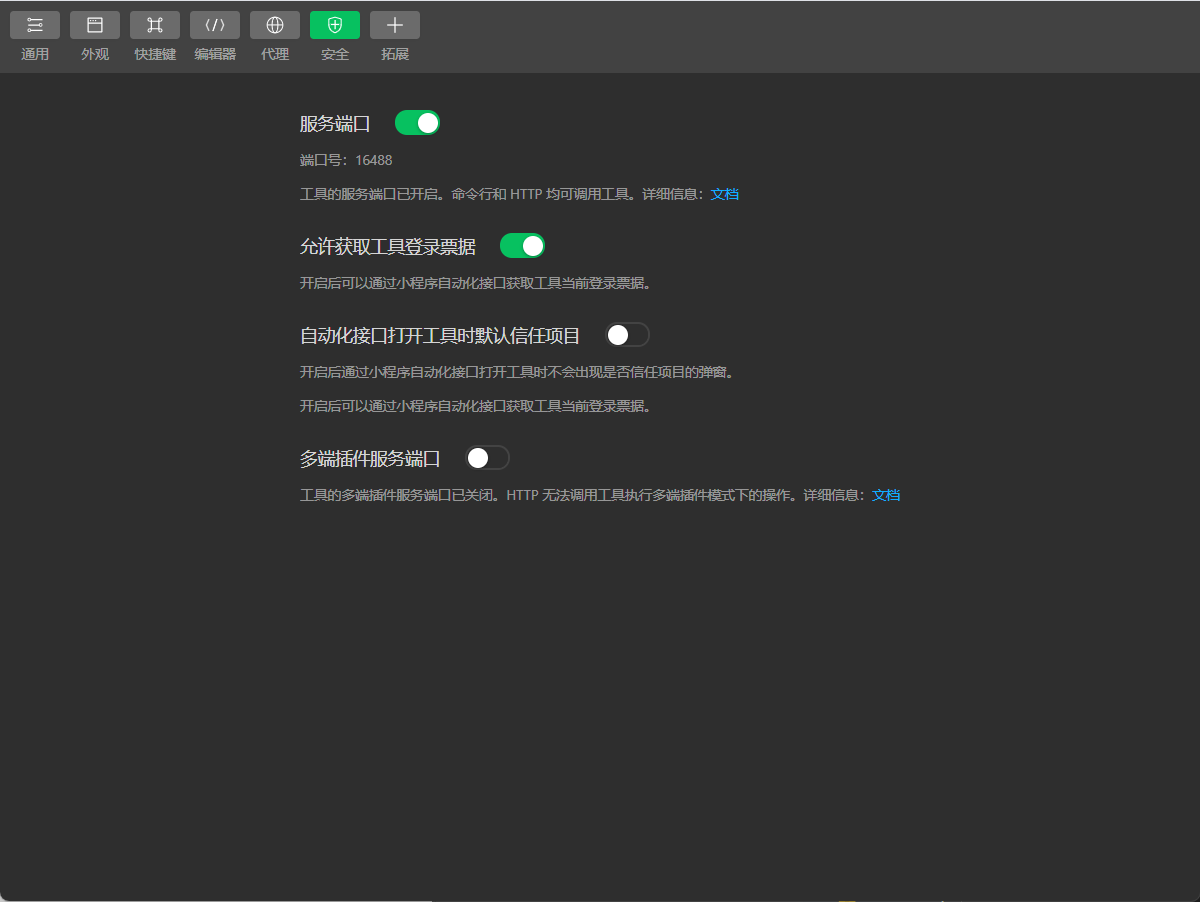 通用 外观 快捷键 编辑器 代理 安全 拓展
服务端口
端口号：16488
工具的服务端口已开启。命令行和 HTTP 均可调用工具。详细信息：文档
允许获取工具登录票据
开启后可以通过小程序自动化接口获取工具当前登录票据。
自动化接口打开工具时默认信任项目
开启后通过小程序自动化接口打开工具时不会出现是否信任项目的弹窗。
开启后可以通过小程序自动化接口获取工具当前登录票据。
多端插件服务端口
工具的多端插件服务端口已关闭。HTTP 无法调用工具执行多端插件模式下的操作。详细信息：文档